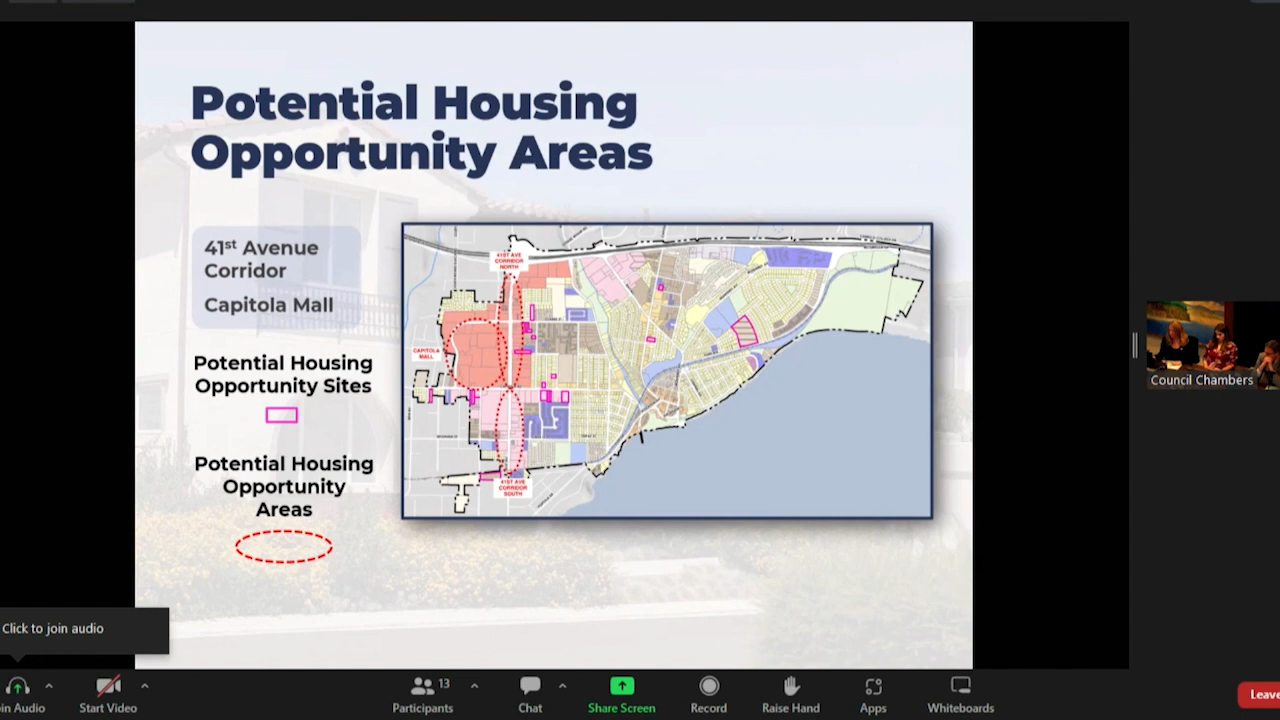 Potential Housing
Opportunity Areas
41st Avenue
Corridor
Capitola Mall
Potential Housing
Opportunity Sites
Potential Housing
Opportunity
Areas
41ST AVE
CORRIDOR
NORTH
CAPITOLA
MALL
41ST AVE
CORRIDOR
SOUTH
Council Chambers
Click to join audio
in Audio
Start Video
13
Participants
Chat
Share Screen
Record
Raise Hand
Apps
Whiteboards
Leave